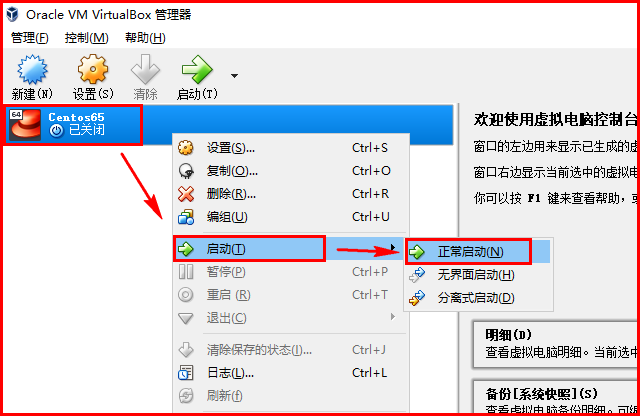 Oracle VM VirtualBox 管理器
管理(F) 控制(M) 帮助(H)
新建(N) 设置(S) 清除 启动(T)
64
Centos65
已关闭
设置(S)... Ctrl+S
复制(O)... Ctrl+O
删除(R)... Ctrl+R
编组(U) Ctrl+U
启动(T)
暂停(P) Ctrl+P
重启 (R) Ctrl+T
退出(C)
清除保存的状态(I)... Ctrl+J
日志(L)... Ctrl+L
刷新(f)
正常启动(N)
无界面启动(H)
分离式启动(D)
欢迎使用虚拟电脑控制台
窗口的左边用来显示已生成的虚
窗口右边显示当前选中的虚拟电
你可以按 F1 键来查看帮助，或
明细(D)
查看虚拟电脑明细。当前选中
备份[系统快照](S)
查看虚拟电脑备份明细。可